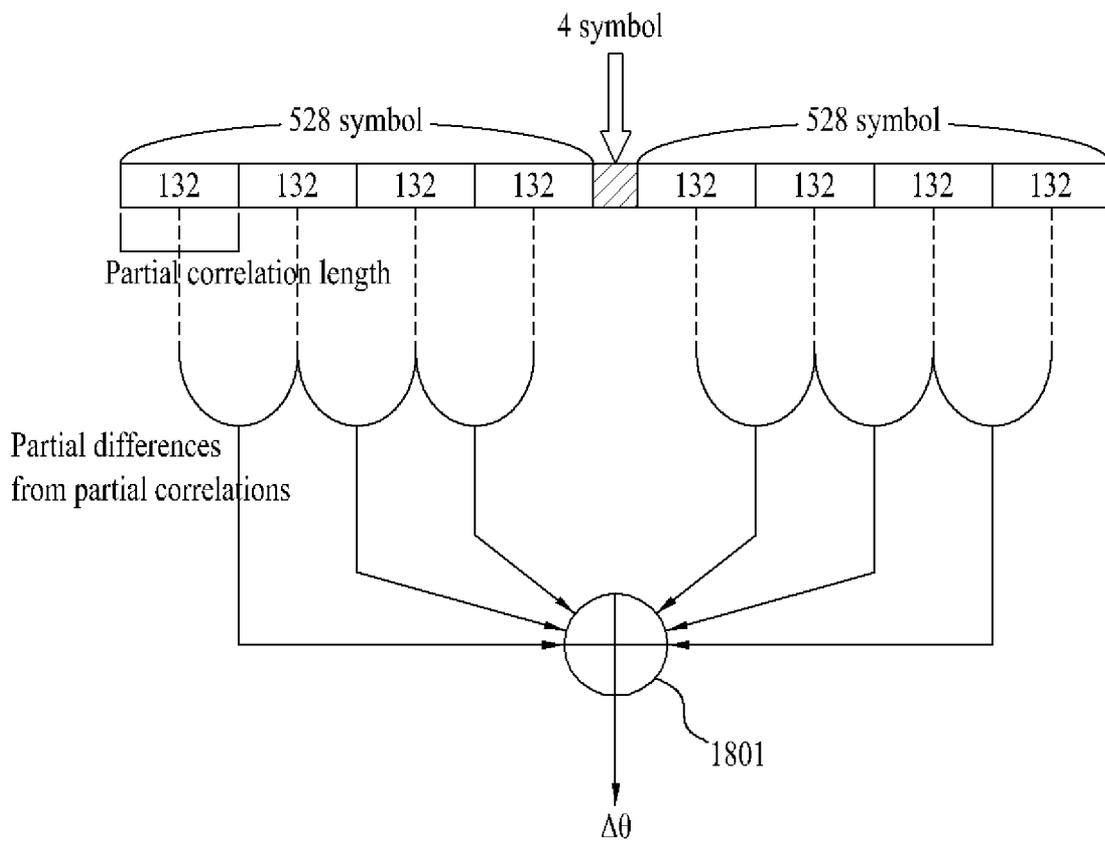 4 symbol
528 symbol 528 symbol
132 132 132 132 132 132 132 132
Partial correlation length
Partial differences
from partial correlations
1801
Δθ